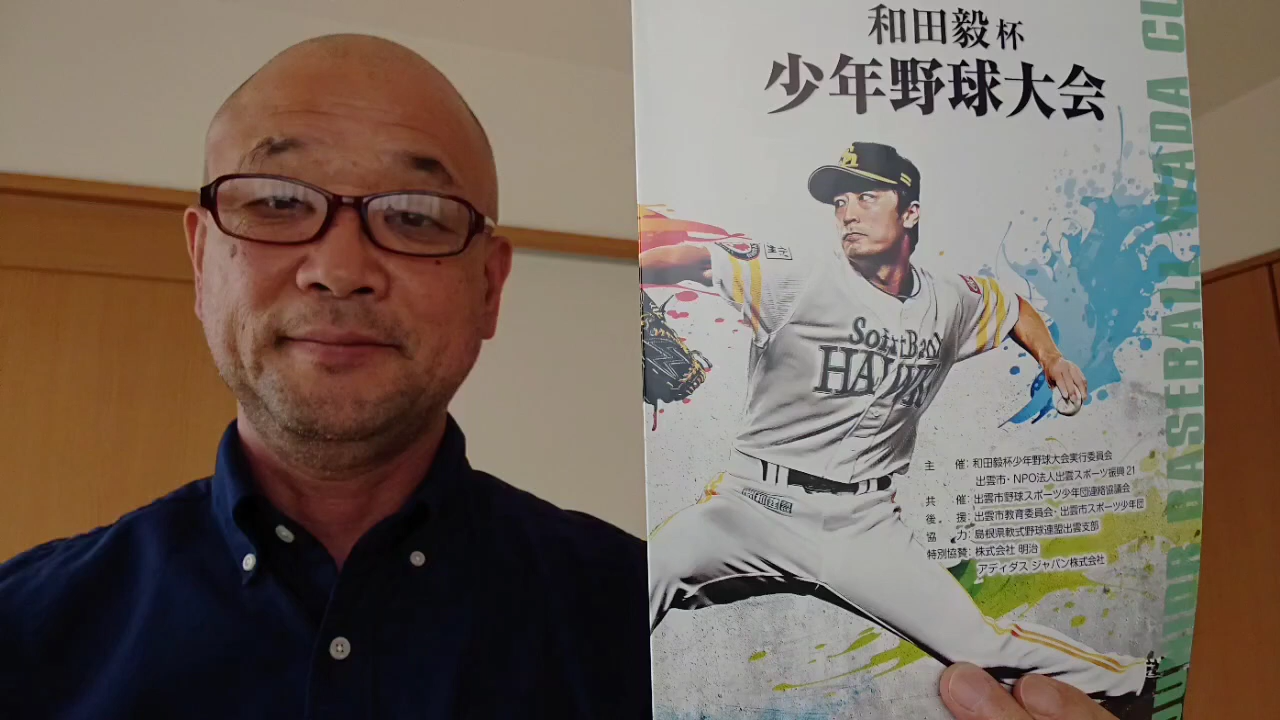 和田毅杯
少年野球大会
SoftBank
HAWKS
主 催：和田毅杯少年野球大会実行委員会
出雲市・NPO法人出雲スポーツ振興21
共 催：出雲市野球スポーツ少年団連絡協議会
後 援：出雲市教育委員会・出雲市スポーツ少年団
協 力：島根県軟式野球連盟出雲支部
特別協賛：株式会社 明治
アディダス ジャパン株式会社
BASEBALL WADA